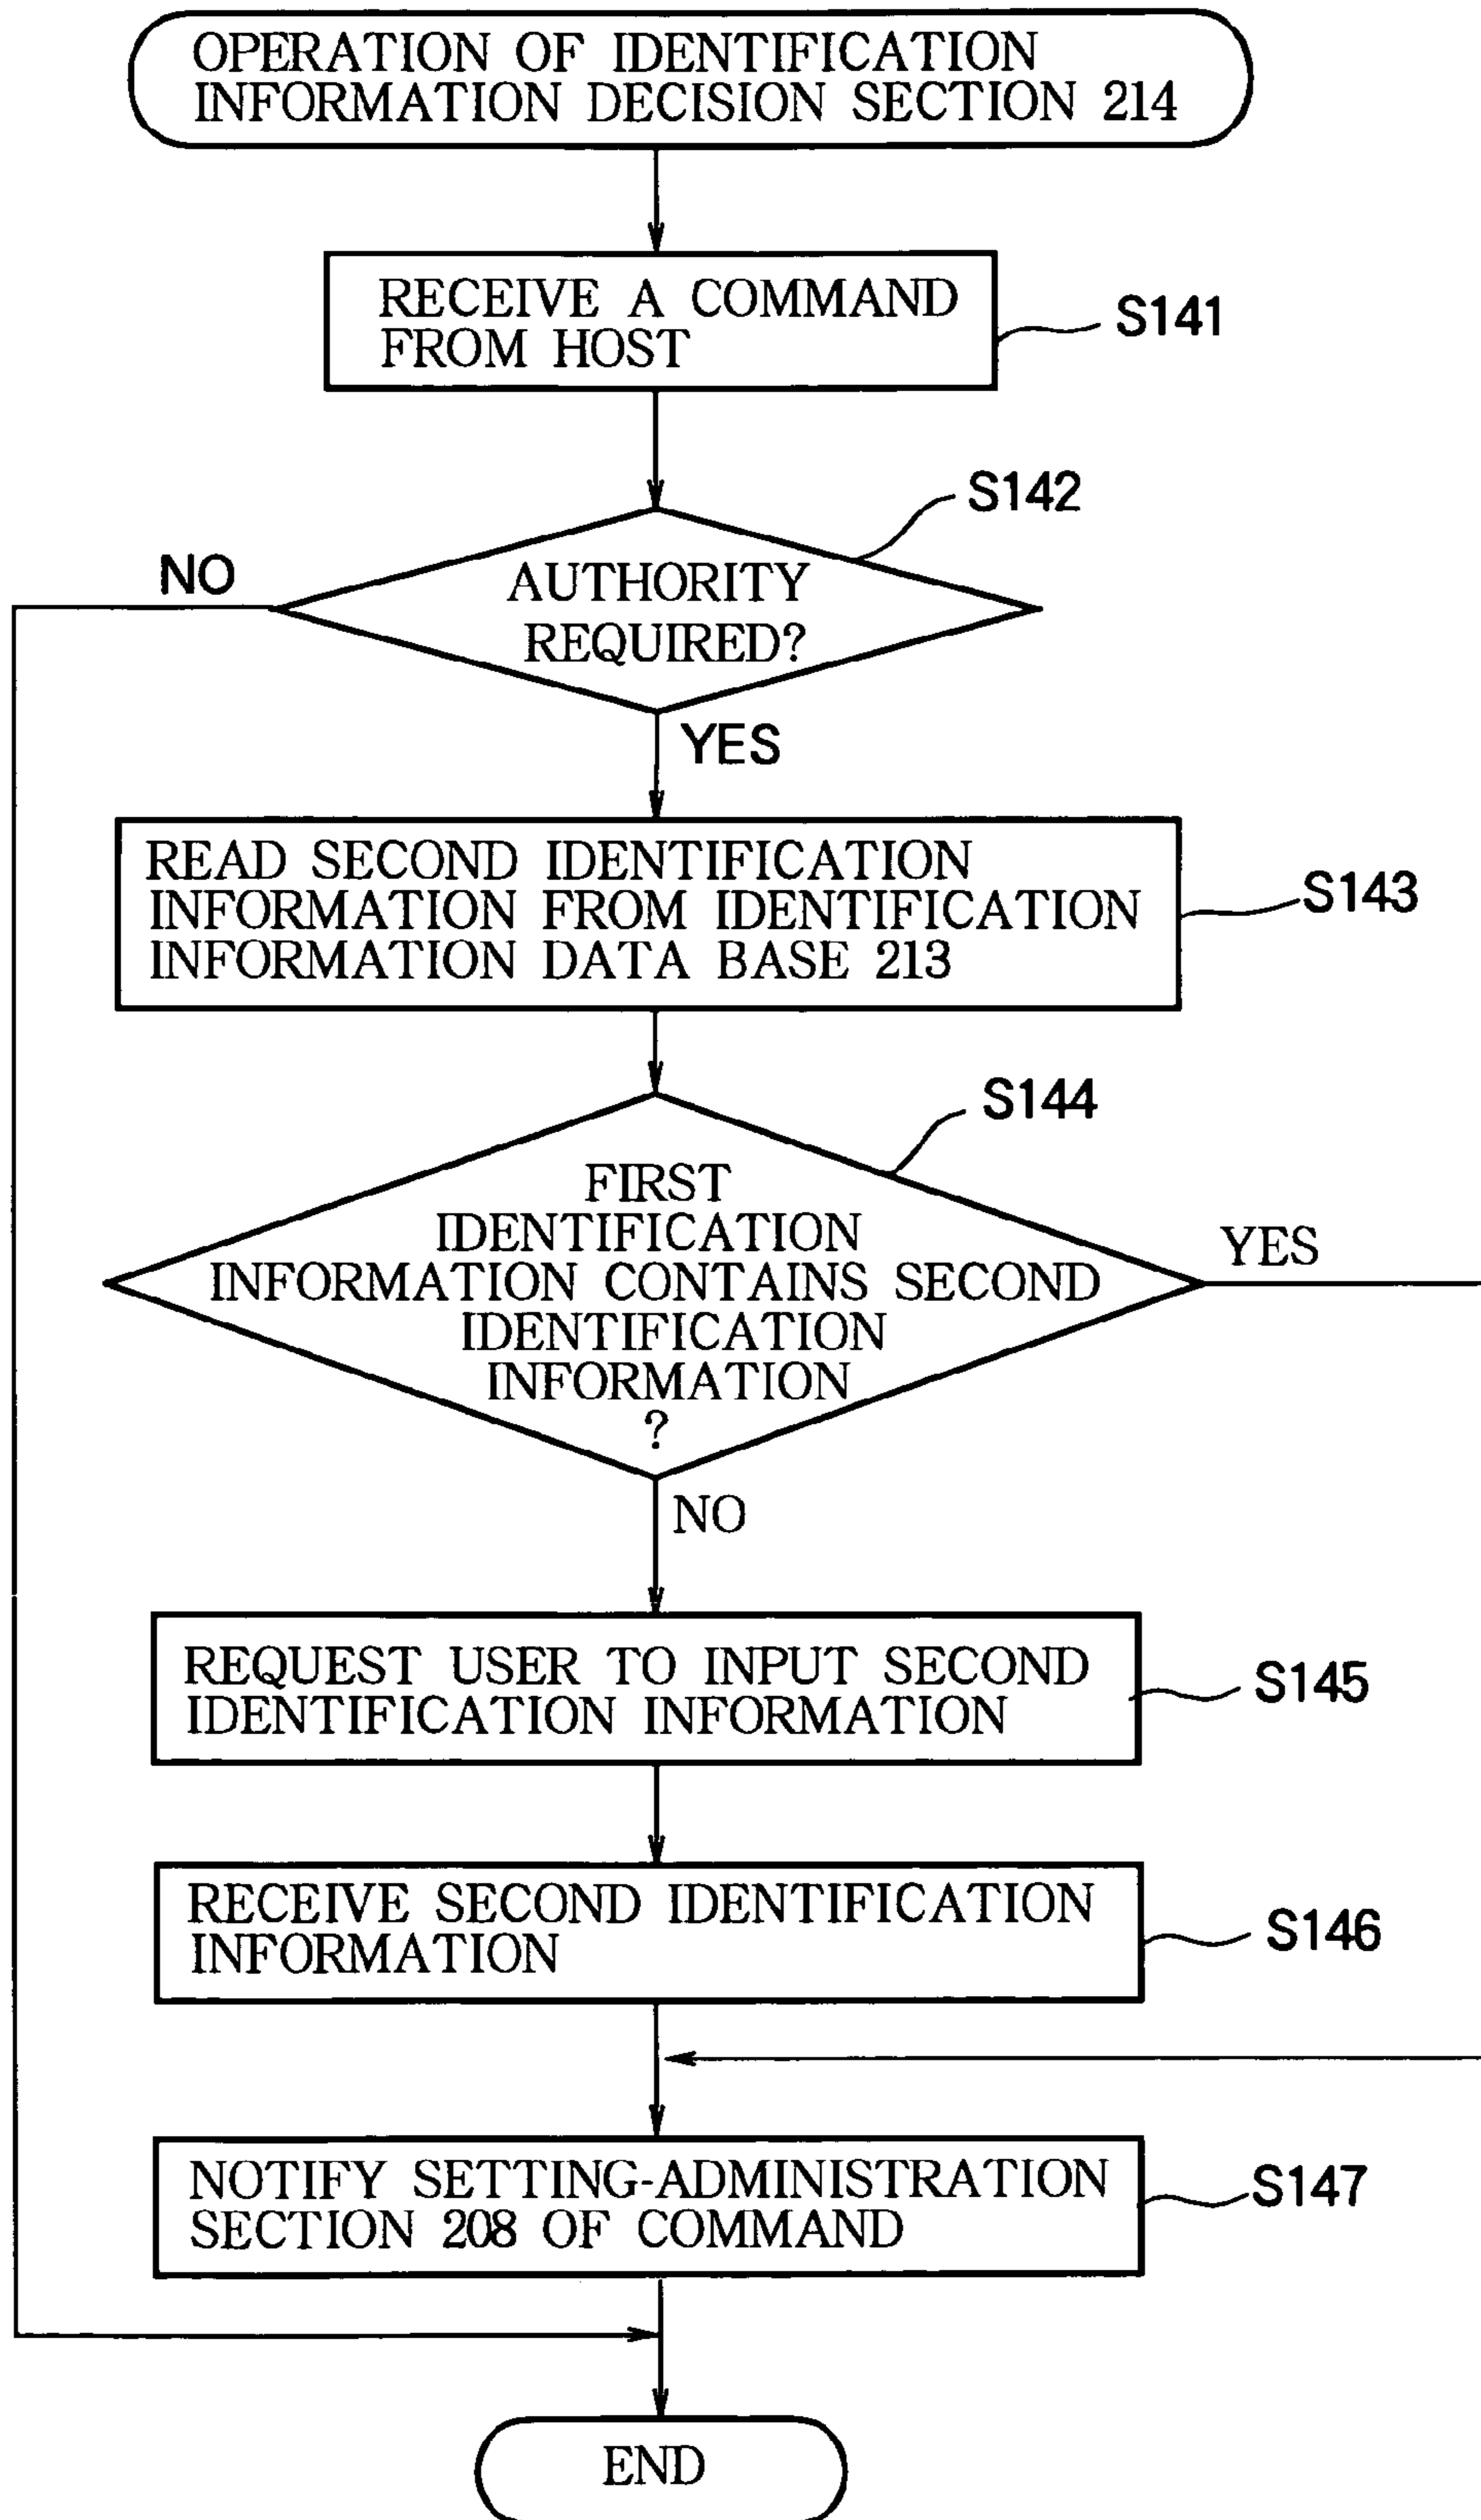 OPERATION OF IDENTIFICATION
INFORMATION DECISION SECTION 214
RECEIVE A COMMAND
FROM HOST
S141
S142
NO
AUTHORITY
REQUIRED?
YES
READ SECOND IDENTIFICATION
INFORMATION FROM IDENTIFICATION
INFORMATION DATA BASE 213
S143
S144
FIRST
IDENTIFICATION
INFORMATION CONTAINS SECOND
IDENTIFICATION
INFORMATION
?
YES
NO
REQUEST USER TO INPUT SECOND
IDENTIFICATION INFORMATION
S145
RECEIVE SECOND IDENTIFICATION
INFORMATION
S146
NOTIFY SETTING-ADMINISTRATION
SECTION 208 OF COMMAND
S147
END